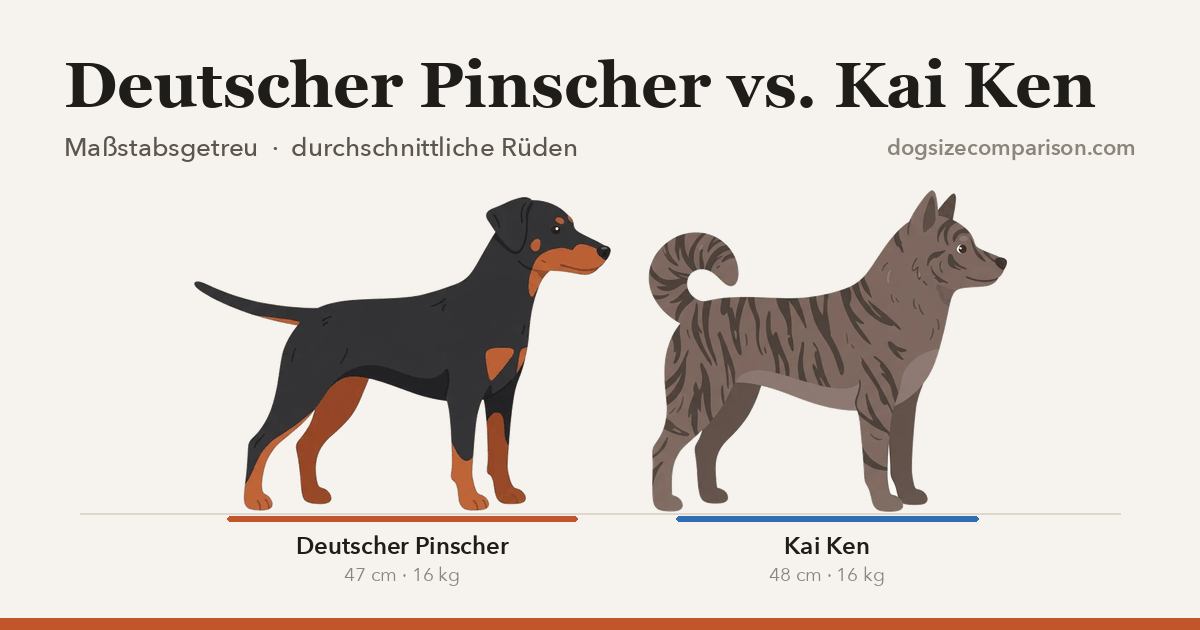 Deutscher Pinscher vs. Kai Ken
Maßstabsgetreu · durchschnittliche Rüden
dogsizecomparison.com
Deutscher Pinscher
47 cm · 16 kg
Kai Ken
48 cm · 16 kg